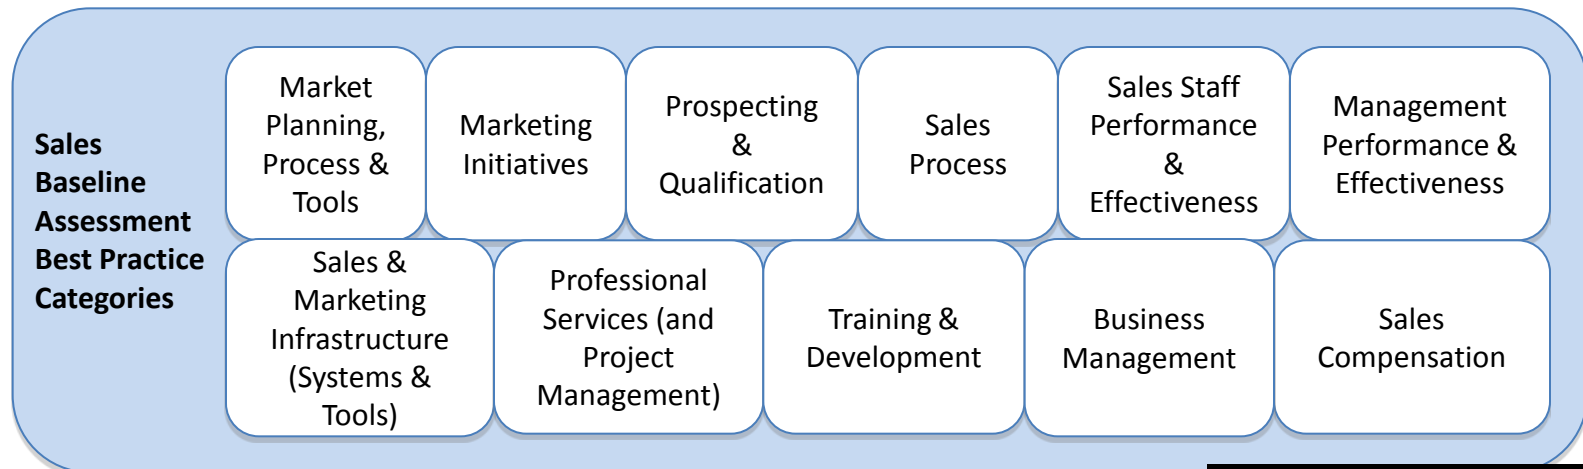 Sales
Baseline
Assessment
Best Practice
Categories
Market
Planning,
Process &
Tools
Marketing
Initiatives
Prospecting
&
Qualification
Sales
Process
Sales Staff
Performance
&
Effectiveness
Management
Performance &
Effectiveness
Sales &
Marketing
Infrastructure
(Systems &
Tools)
Professional
Services (and
Project
Management)
Training &
Development
Business
Management
Sales
Compensation